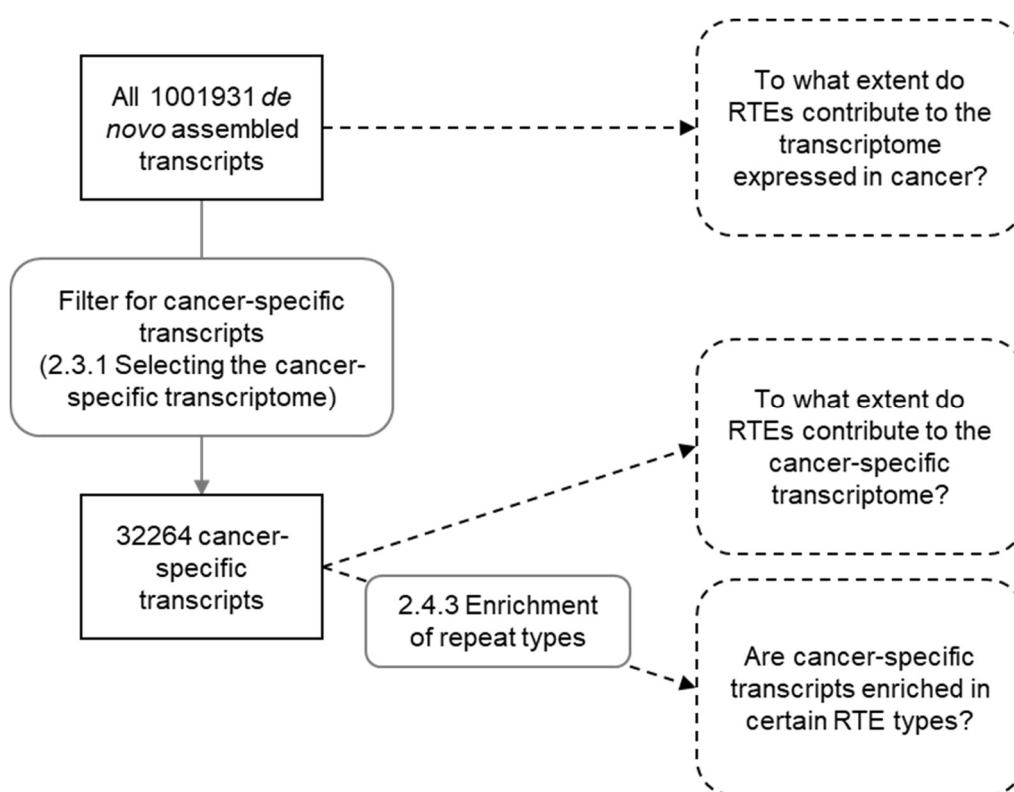 All 1001931 de
novo assembled
transcripts
To what extent do
RTEs contribute to the
transcriptome
expressed in cancer?
Filter for cancer-specific
transcripts
(2.3.1 Selecting the cancer-
specific transcriptome)
To what extent do
RTEs contribute to the
cancer-specific
transcriptome?
32264 cancer-
specific
transcripts
2.4.3 Enrichment
of repeat types
Are cancer-specific
transcripts enriched in
certain RTE types?